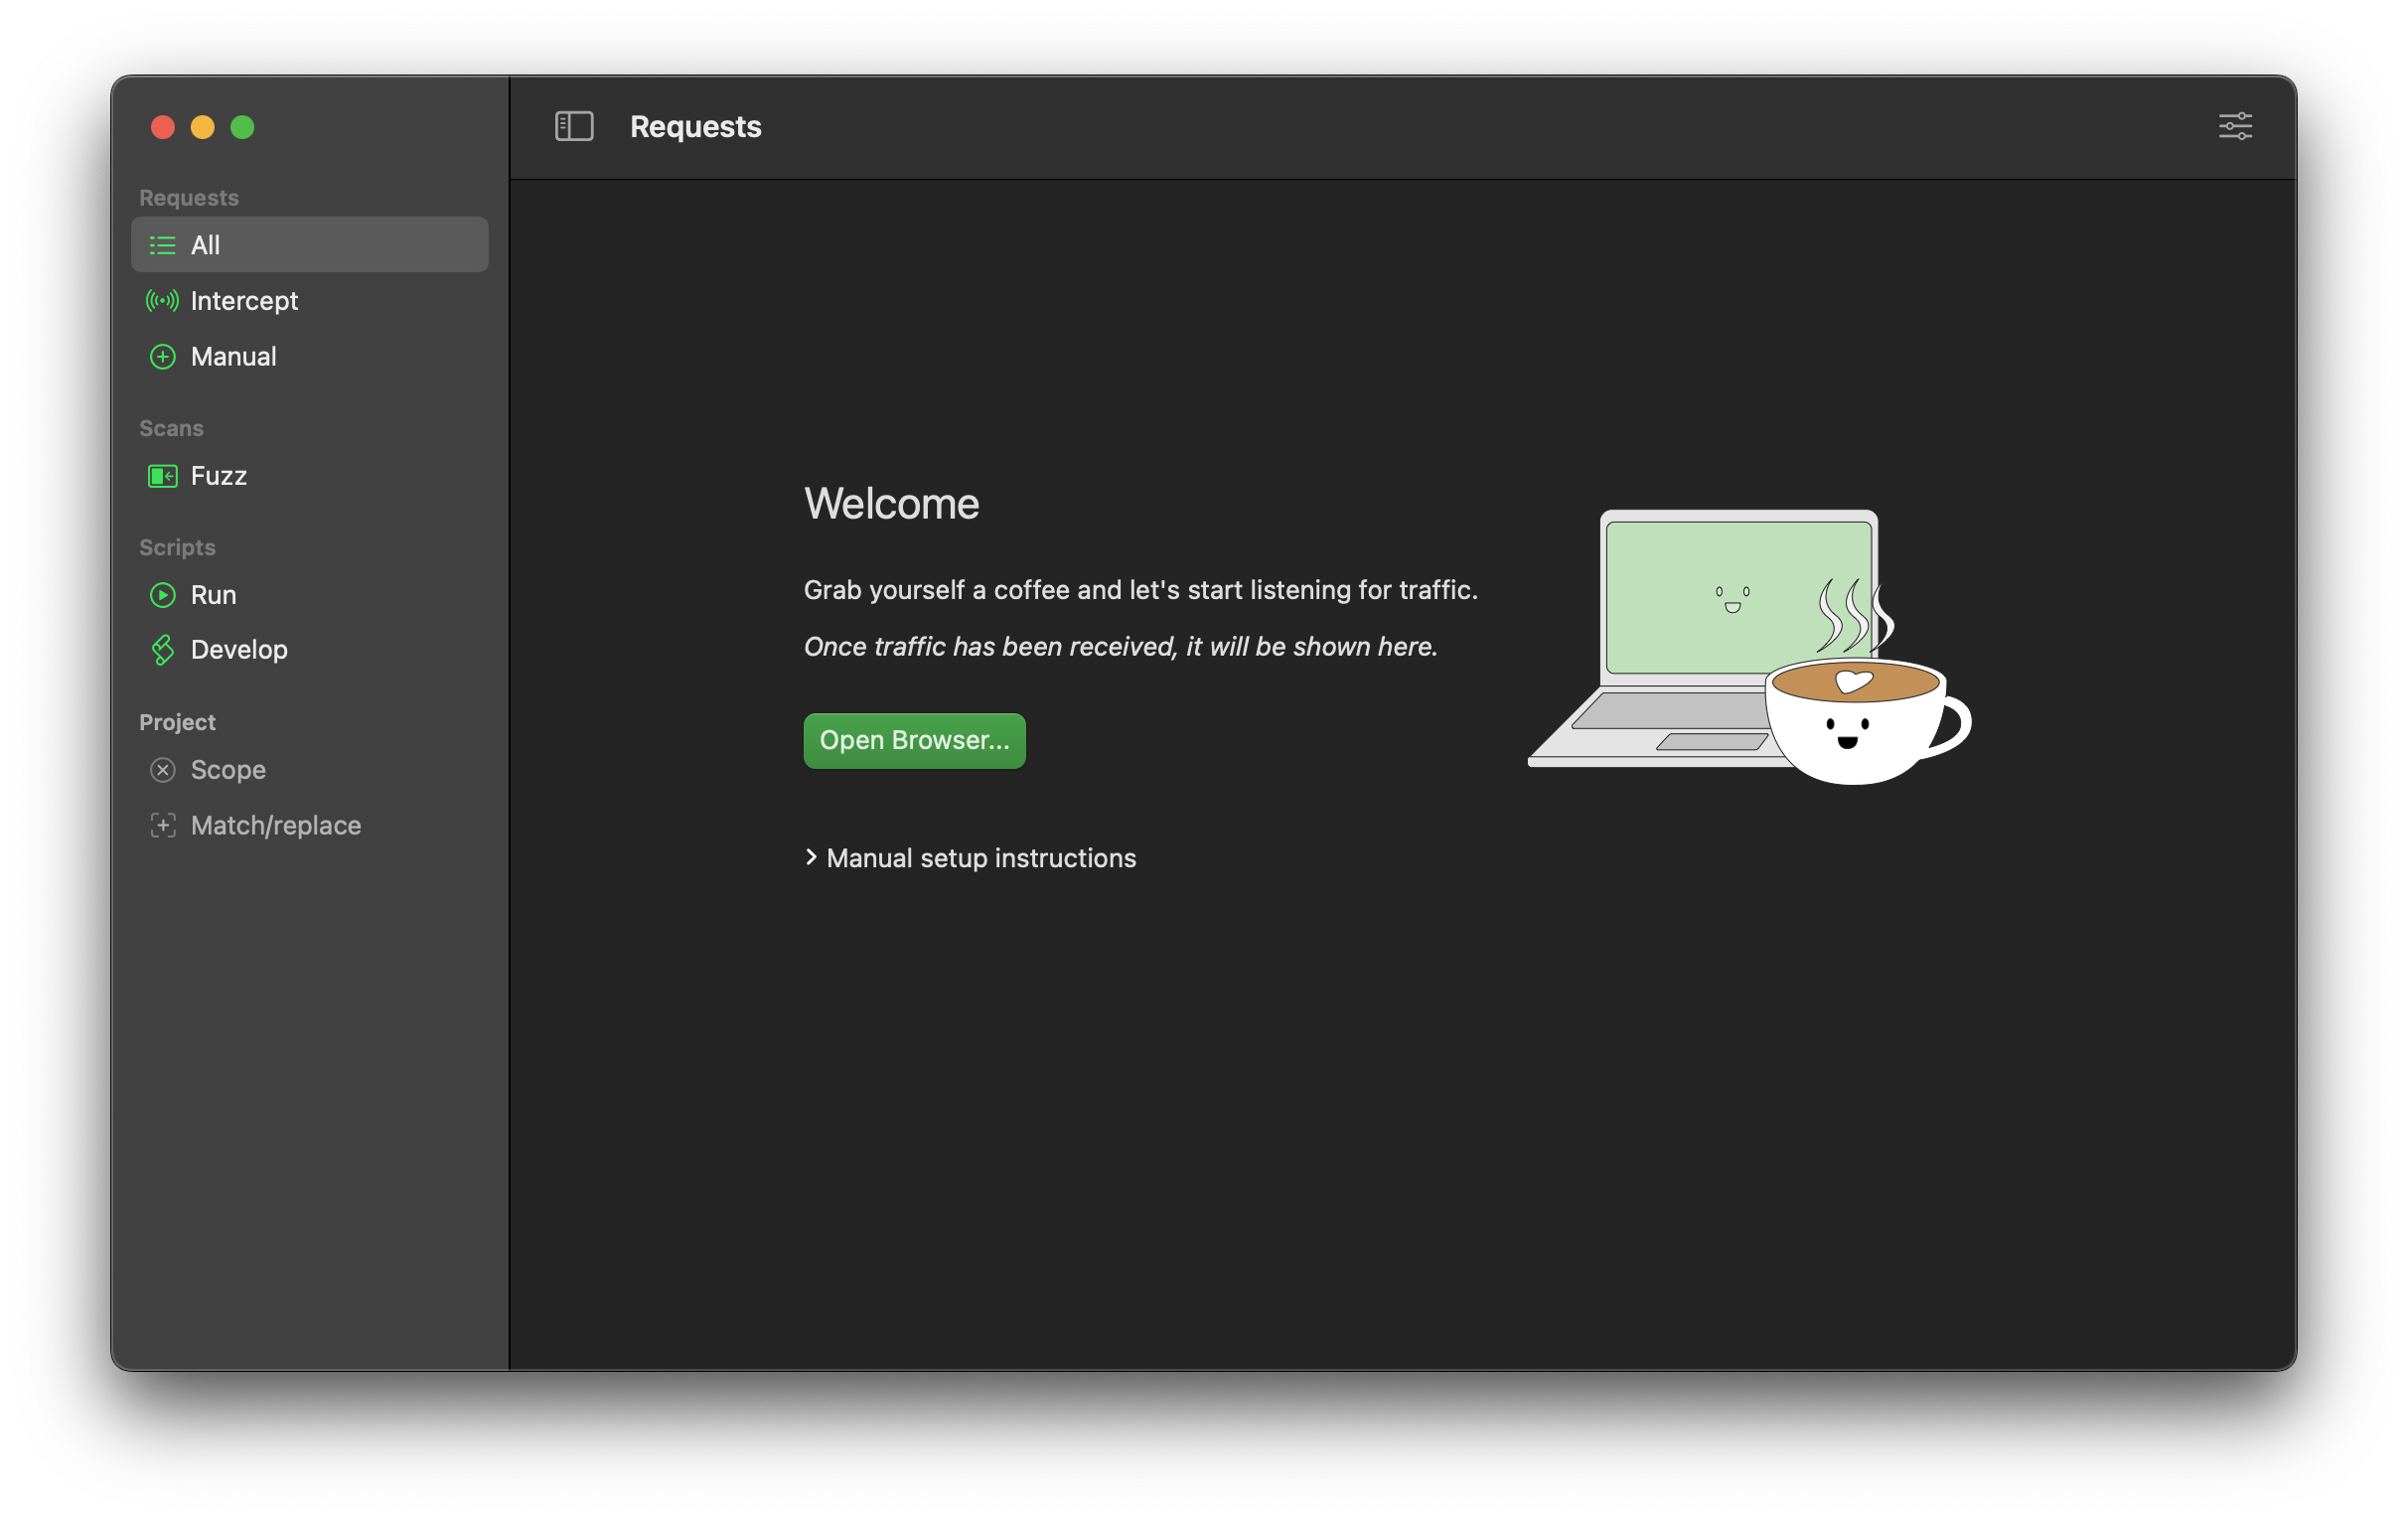 Requests
Requests
All
Intercept
Manual
Scans
Fuzz
Scripts
Run
Develop
Project
Scope
Match/replace
Welcome
Grab yourself a coffee and let's start listening for traffic.
Once traffic has been received, it will be shown here.
Open Browser...
Manual setup instructions